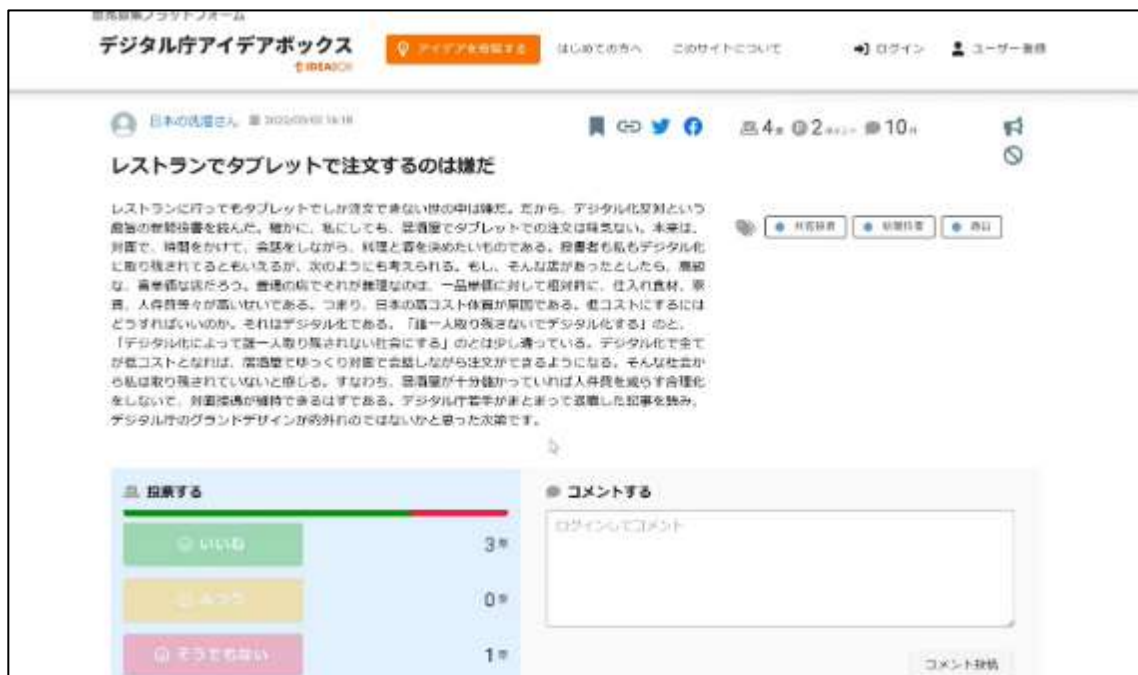 デジタル庁アイデアボックス
アイデアを投稿する
はじめての方へ
このサイトについて
ログイン
ユーザー登録
4
2
10
レストランでタブレットで注文するのは嫌だ
レストランに行ってもタブレットでしか注文できない世の中は嫌だ。だから、デジタル化反対という
趣旨の新聞投書を読んだ。確かに、私にしても、居酒屋でタブレットでの注文は味気ない。本来は、
対面で、時間をかけて、会話をしながら、料理と酒を決めたいものである。投書者も私もデジタル化
に取り残されてるともいえるが、次のようにも考えられる。もし、そんな店があったとしたら、高級
な、高単価な店だろう。普通の店でそれが無理なのは、一品単価に対して相対的に、仕入れ食材、家
賃、人件費等々が高いせいである。つまり、日本の高コスト体質が原因である。低コストにするには
どうすればいいのか。それはデジタル化である。「誰一人取り残さないでデジタル化する」のと、
「デジタル化によって誰一人取り残されない社会にする」のとは少し違っている。デジタル化で全て
が低コストとなれば、居酒屋でゆっくり対面で会話しながら注文ができるようになる。そんな社会か
ら私は取り残されていないと感じる。すなわち、居酒屋が十分儲かっていれば人件費を減らす合理化
をしないで、対面接遇が維持できるはずである。デジタル庁若手がまとまって退職した記事を読み、
デジタル庁のグランドデザインが的外れのではないかと思った次第です。
投票する
コメントする
いいね
3票
ログインしてコメント
ふつう
0票
そうでもない
1票
コメント投稿